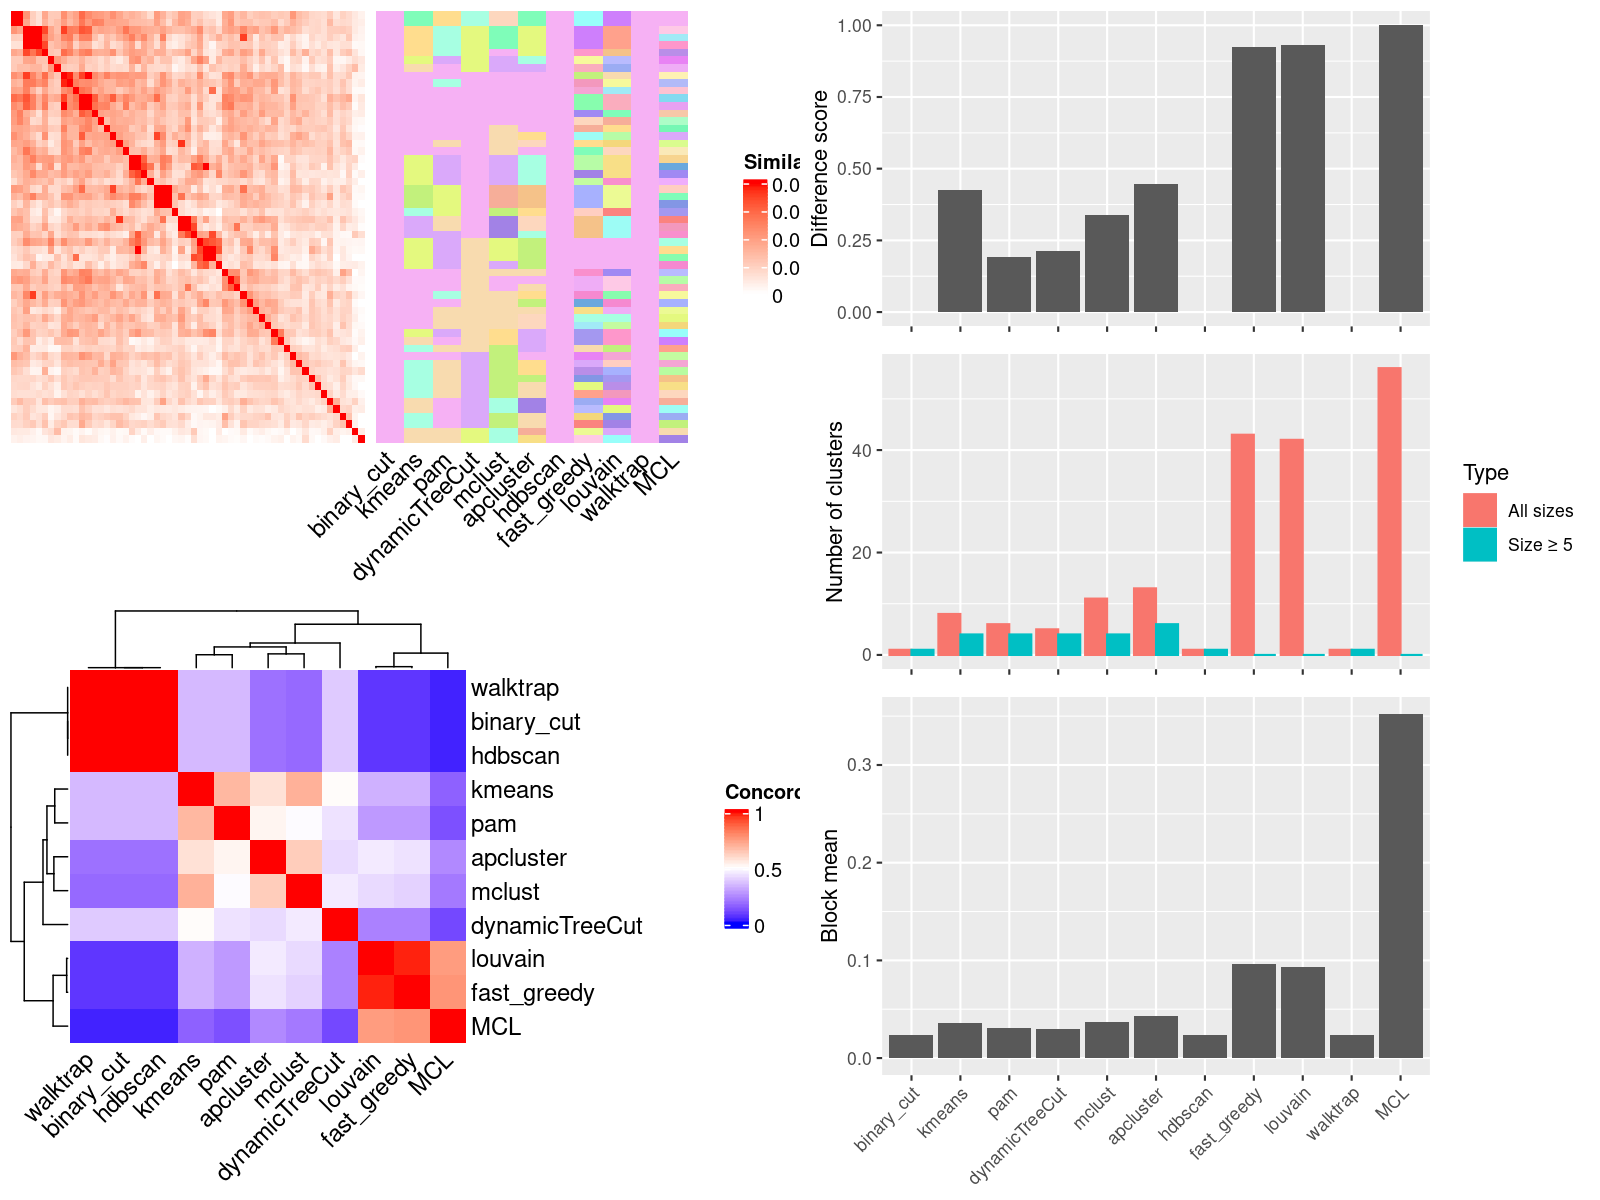 Simila
0.0
0.0
0.0
0.0
0
binary_cut
kmeans
pam
dynamicTreeCut
mclust
apcluster
hdbscan
fast_greedy
louvain
walktrap
MCL
walktrap
binary_cut
hdbscan
kmeans
pam
apcluster
mclust
dynamicTreeCut
louvain
fast_greedy
MCL
walktrap
binary_cut
hdbscan
kmeans
pam
apcluster
mclust
dynamicTreeCut
louvain
fast_greedy
MCL
Concord
1
0.5
0
Difference score
1.00
0.75
0.50
0.25
0.00
Number of clusters
40
20
0
Type
All sizes
Size ≥ 5
Block mean
0.3
0.2
0.1
0.0
binary_cut
kmeans
pam
dynamicTreeCut
mclust
apcluster
hdbscan
fast_greedy
louvain
walktrap
MCL